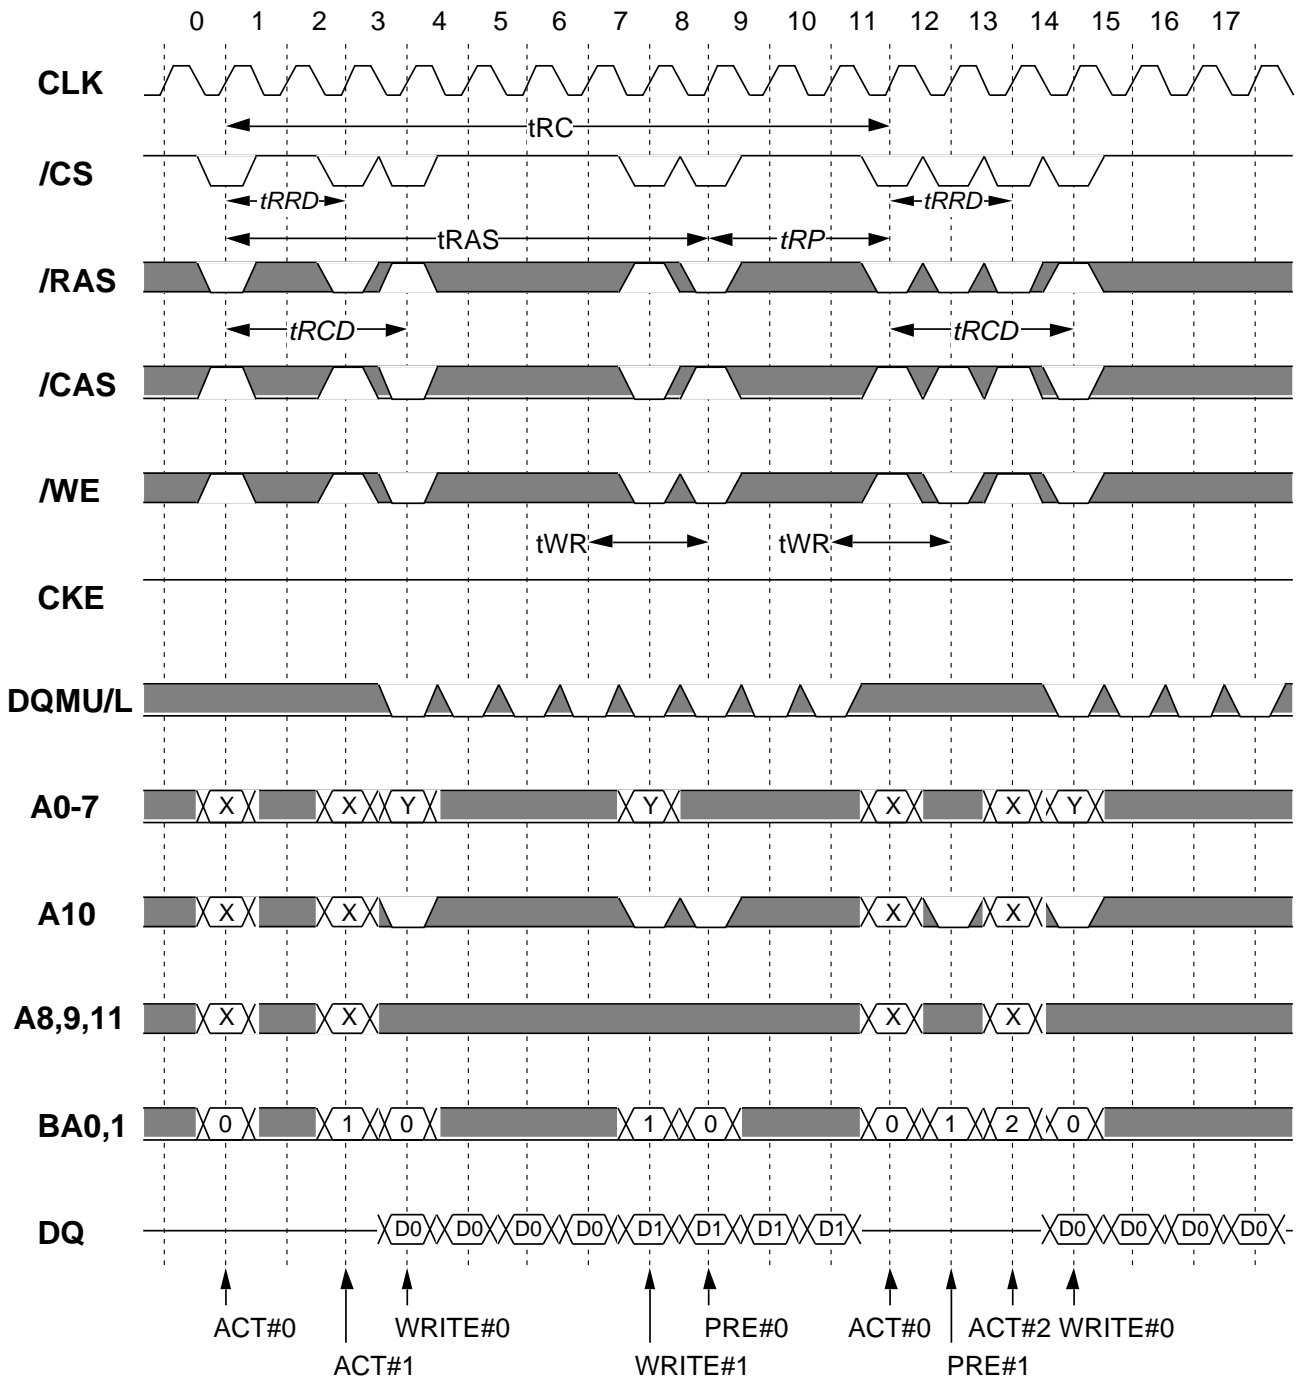 0 1 2 3 4 5 6 7 8 9 10 11 12 13 14 15 16 17
CLK
tRC
/CS
tRRD tRRD
tRAS tRP
/RAS
tRCD tRCD
/CAS
/WE
tWR tWR
CKE
DQMU/L
A0-7 X X Y Y X X Y
A10 X X X X
A8,9,11 X X X X
BA0,1 0 1 0 1 0 0 1 2 0
DQ D0 D0 D0 D0 D1 D1 D1 D1 D0 D0 D0 D0
ACT#0 WRITE#0 PRE#0 ACT#0 ACT#2 WRITE#0
ACT#1 WRITE#1 PRE#1